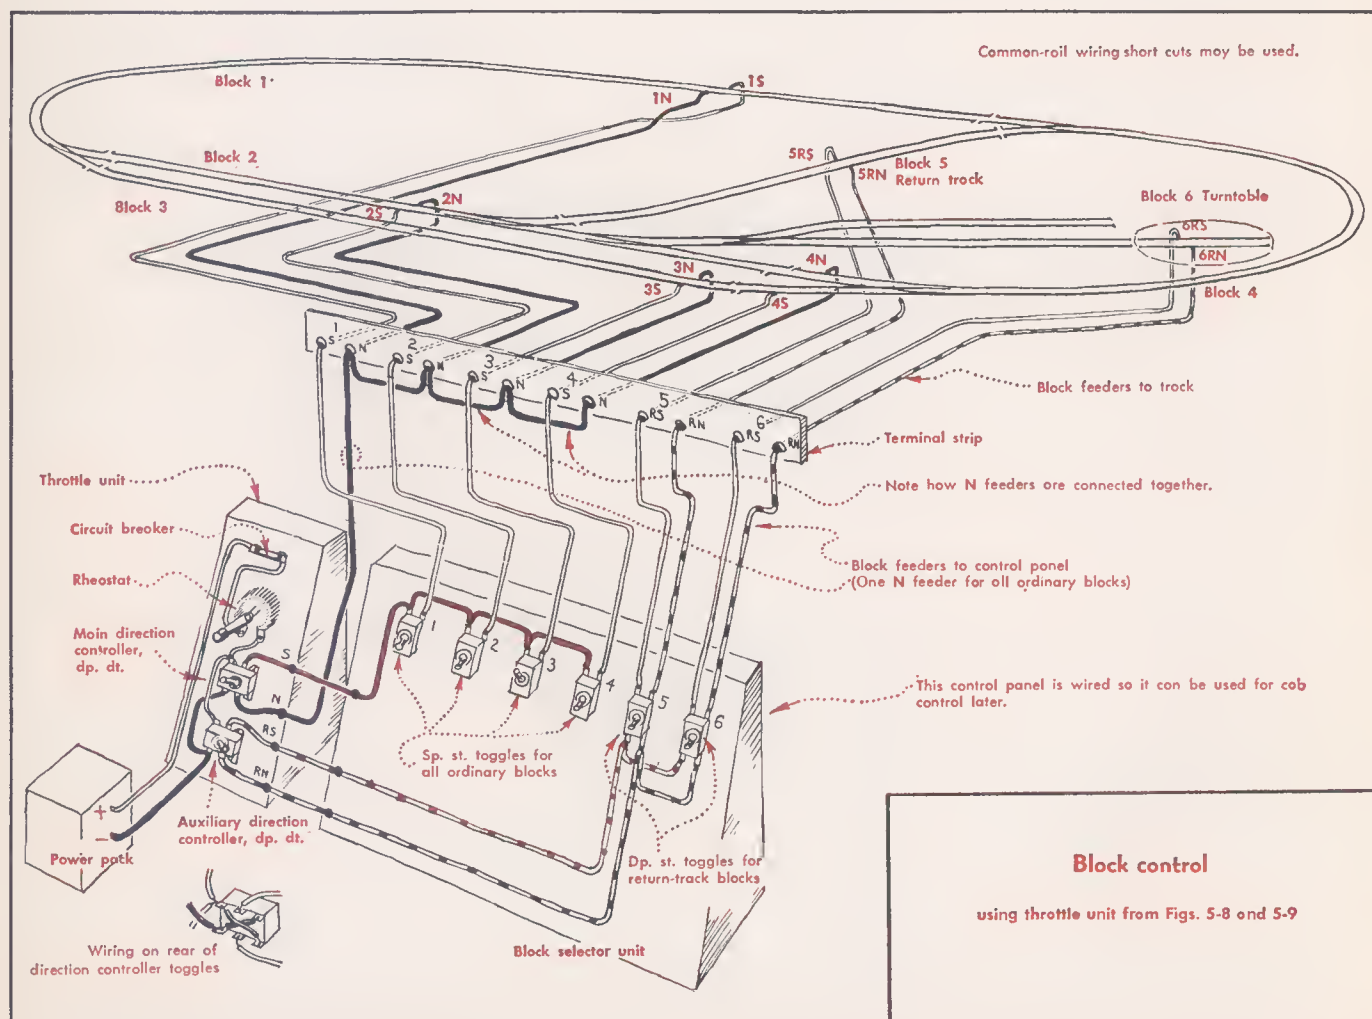 Common-rail wiring short cuts may be used.
Block 1
1N
1S
Block 2
Block 3
2S
2N
5RS
5RN
Block 5
Return track
Block 6 Turntable
6RS
6RN
Block 4
3N
3S
4N
4S
1
S
N
2
S
N
3
S
N
4
S
N
5
RS
RN
6
RS
RN
Block feeders to track
Terminal strip
Note how N feeders are connected together.
Throttle unit
Circuit breaker
Rheostat
Main direction
controller,
dp. dt.
Block feeders to control panel
(One N feeder for all ordinary blocks)
S
N
RS
RN
1
2
3
4
5
6
Sp. st. toggles for
all ordinary blocks
This control panel is wired so it can be used for cab
control later.
+
−
Power pack
Auxiliary direction
controller, dp. dt.
Dp. st. toggles for
return-track blocks
Wiring on rear of
direction controller toggles
Block selector unit
Block control
using throttle unit from Figs. 5-8 and 5-9